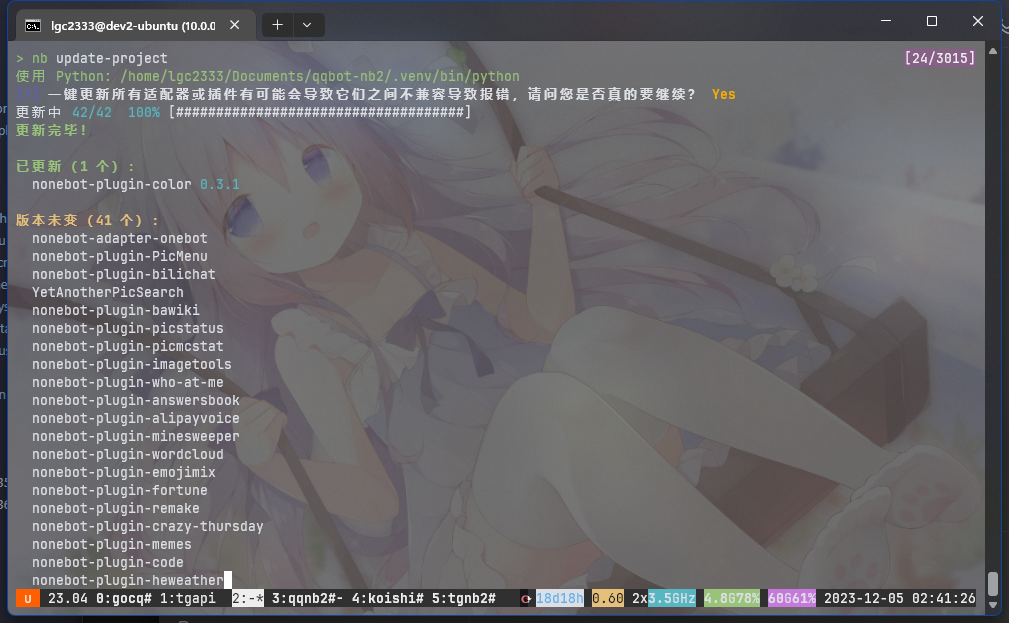 lgc2333@dev2-ubuntu (10.0.0
> nb update-project [24/3015]
使用 Python: /home/lgc2333/Documents/qqbot-nb2/.venv/bin/python
一键更新所有适配器或插件有可能会导致它们之间不兼容导致报错, 请问您是否真的要继续? Yes
更新中 42/42 100% [####################################]
更新完毕!
已更新 (1 个) :
nonebot-plugin-color 0.3.1
版本未变 (41 个) :
nonebot-adapter-onebot
nonebot-plugin-PicMenu
nonebot-plugin-bilichat
YetAnotherPicSearch
nonebot-plugin-bawiki
nonebot-plugin-picstatus
nonebot-plugin-picmcstat
nonebot-plugin-imagetools
nonebot-plugin-who-at-me
nonebot-plugin-answersbook
nonebot-plugin-alipayvoice
nonebot-plugin-minesweeper
nonebot-plugin-wordcloud
nonebot-plugin-emojimix
nonebot-plugin-fortune
nonebot-plugin-remake
nonebot-plugin-crazy-thursday
nonebot-plugin-memes
nonebot-plugin-code
nonebot-plugin-heweather
U 23.04 0:gocq# 1:tgapi 2:-* 3:qqnb2#- 4:koishi# 5:tgnb2# 18d18h 0.60 2x3.5GHz 4.8G78% 60G61% 2023-12-05 02:41:26